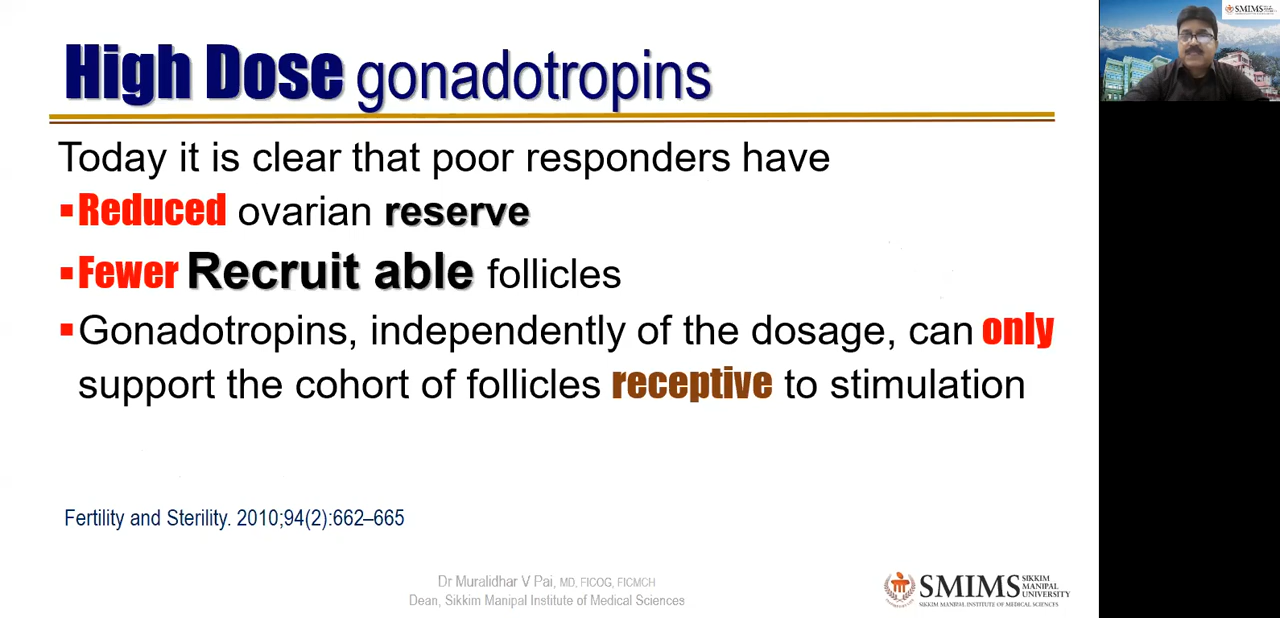 High Dose gonadotropins
Today it is clear that poor responders have
▪Reduced ovarian reserve
▪Fewer Recruit able follicles
▪Gonadotropins, independently of the dosage, can only
support the cohort of follicles receptive to stimulation
Fertility and Sterility. 2010;94(2):662–665
Dr Muralidhar V Pai, MD, FICOG, FICMCH
Dean, Sikkim Manipal Institute of Medical Sciences
SMIMS SIKKIM
MANIPAL
UNIVERSITY
SIKKIM MANIPAL INSTITUTE OF MEDICAL SCIENCES
SMIMS